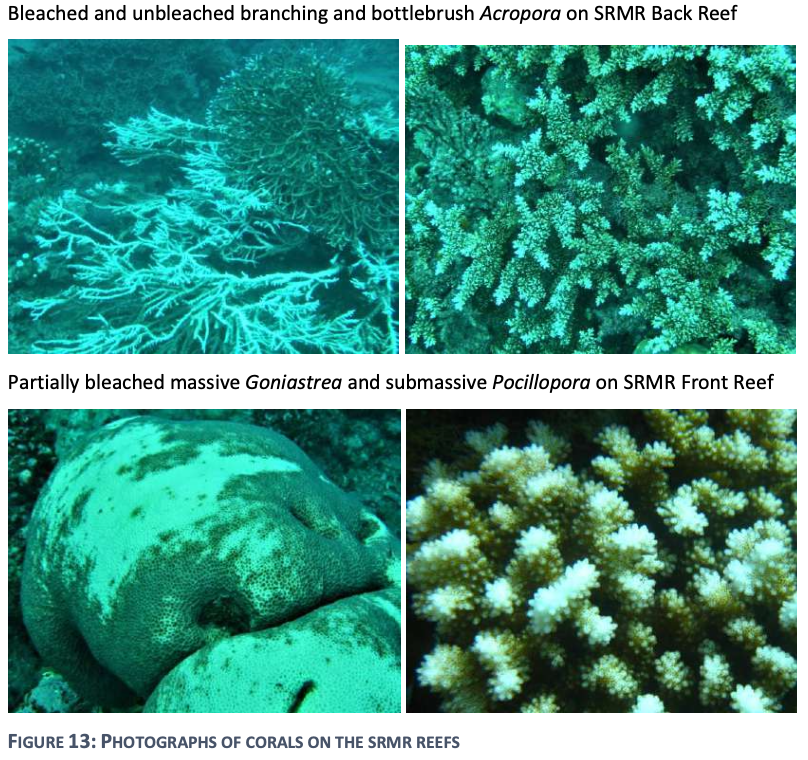 Bleached and unbleached branching and bottlebrush Acropora on SRMR Back Reef
Partially bleached massive Goniastrea and submassive Pocillopora on SRMR Front Reef
FIGURE 13: PHOTOGRAPHS OF CORALS ON THE SRMR REEFS